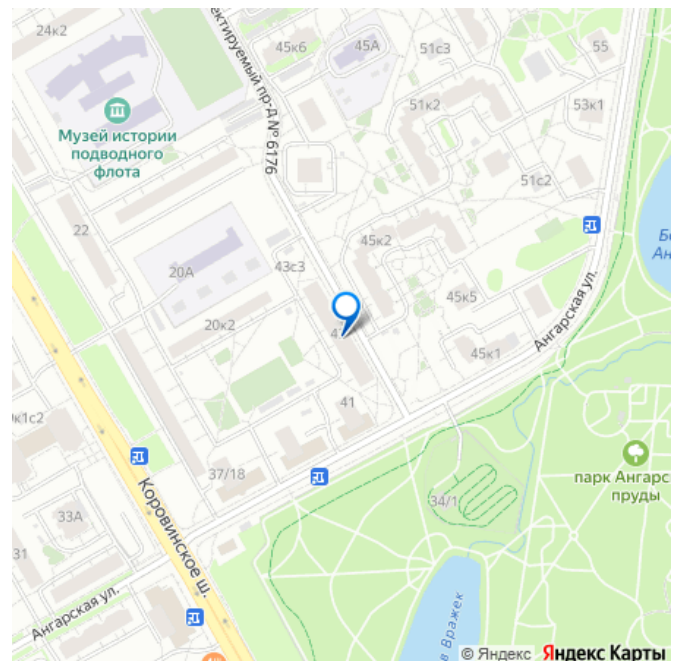 24к2
45к6
45А
51с3
55
ектируемый пр-д № 6176
51к2
53к1
Музей истории
подводного
флота
51с2
22
45к2
20А
43с3
45к5
Ангарская ул.
20к2
45к1
41
37/18
Коровинское ш.
33А
34/1
парк Ангарс
пруды
31
Ангарская ул.
в Вражек
© Яндекс Яндекс Карты